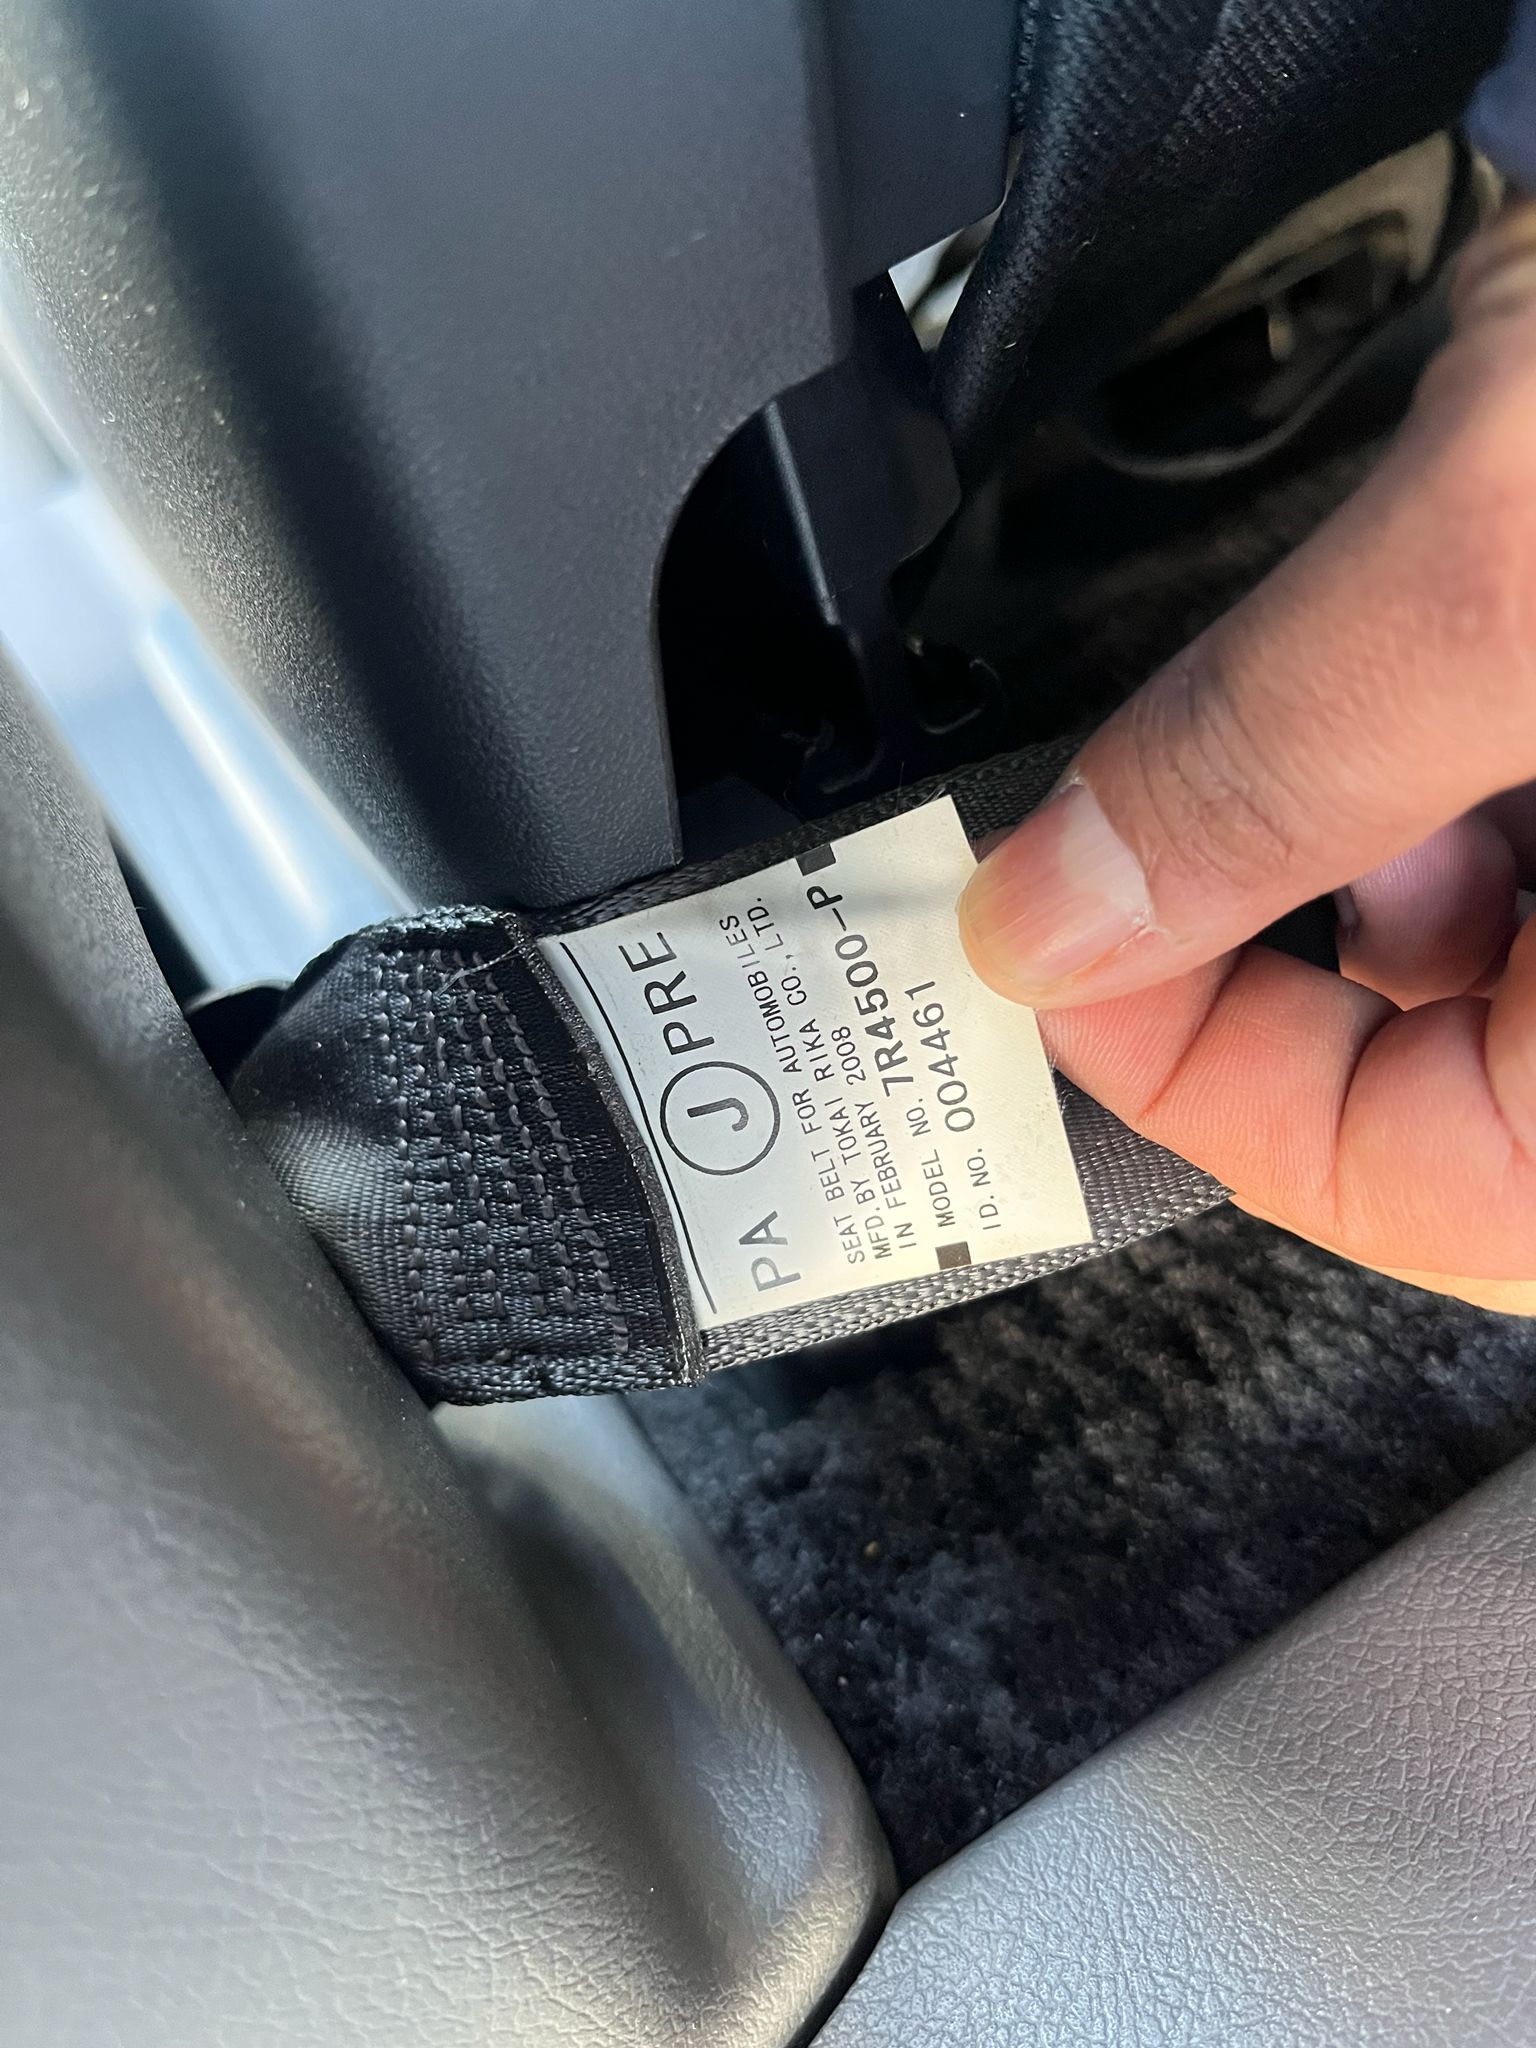 PA J PRE
SEAT BELT FOR AUTOMOBILES
MFD. BY TOKAI RIKA CO., LTD.
IN FEBRUARY 2008
MODEL NO. 7R4500-P
ID. NO. 004461